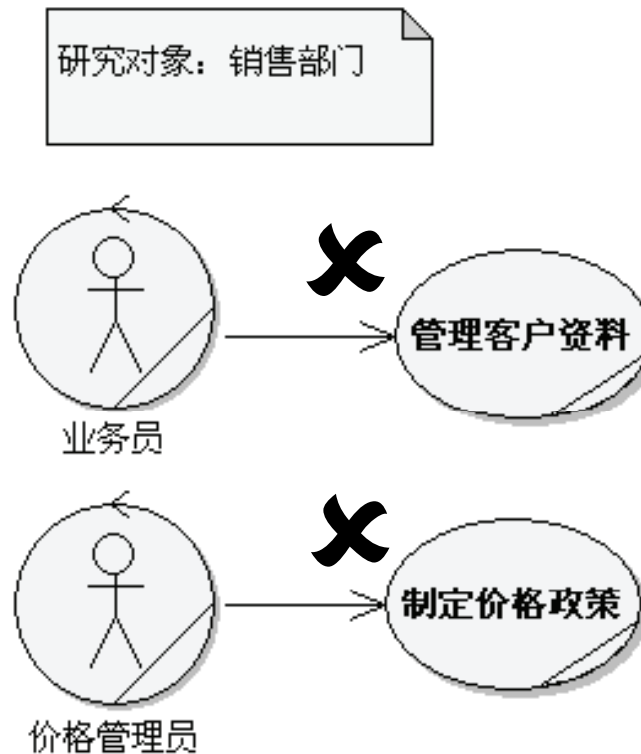 研究对象：销售部门
管理客户资料
业务员
制定价格政策
价格管理员